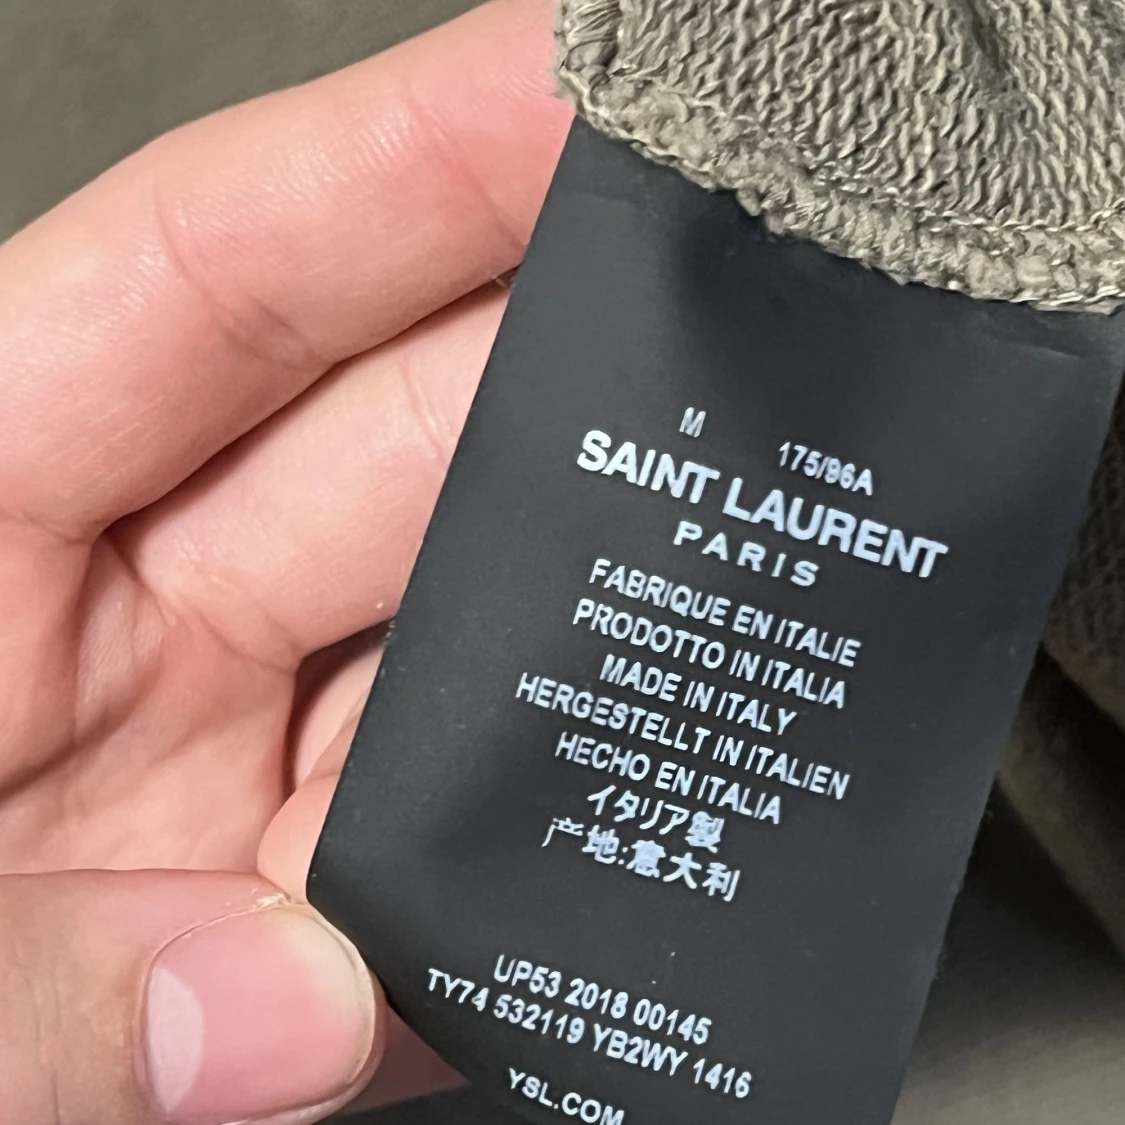 M 175/96A
SAINT LAURENT
PARIS
FABRIQUE EN ITALIE
PRODOTTO IN ITALIA
MADE IN ITALY
HERGESTELLT IN ITALIEN
HECHO EN ITALIA
イタリア製
产地:意大利
UP53 2018 00145
TY74 532119 YB2WY 1416
YSL.COM